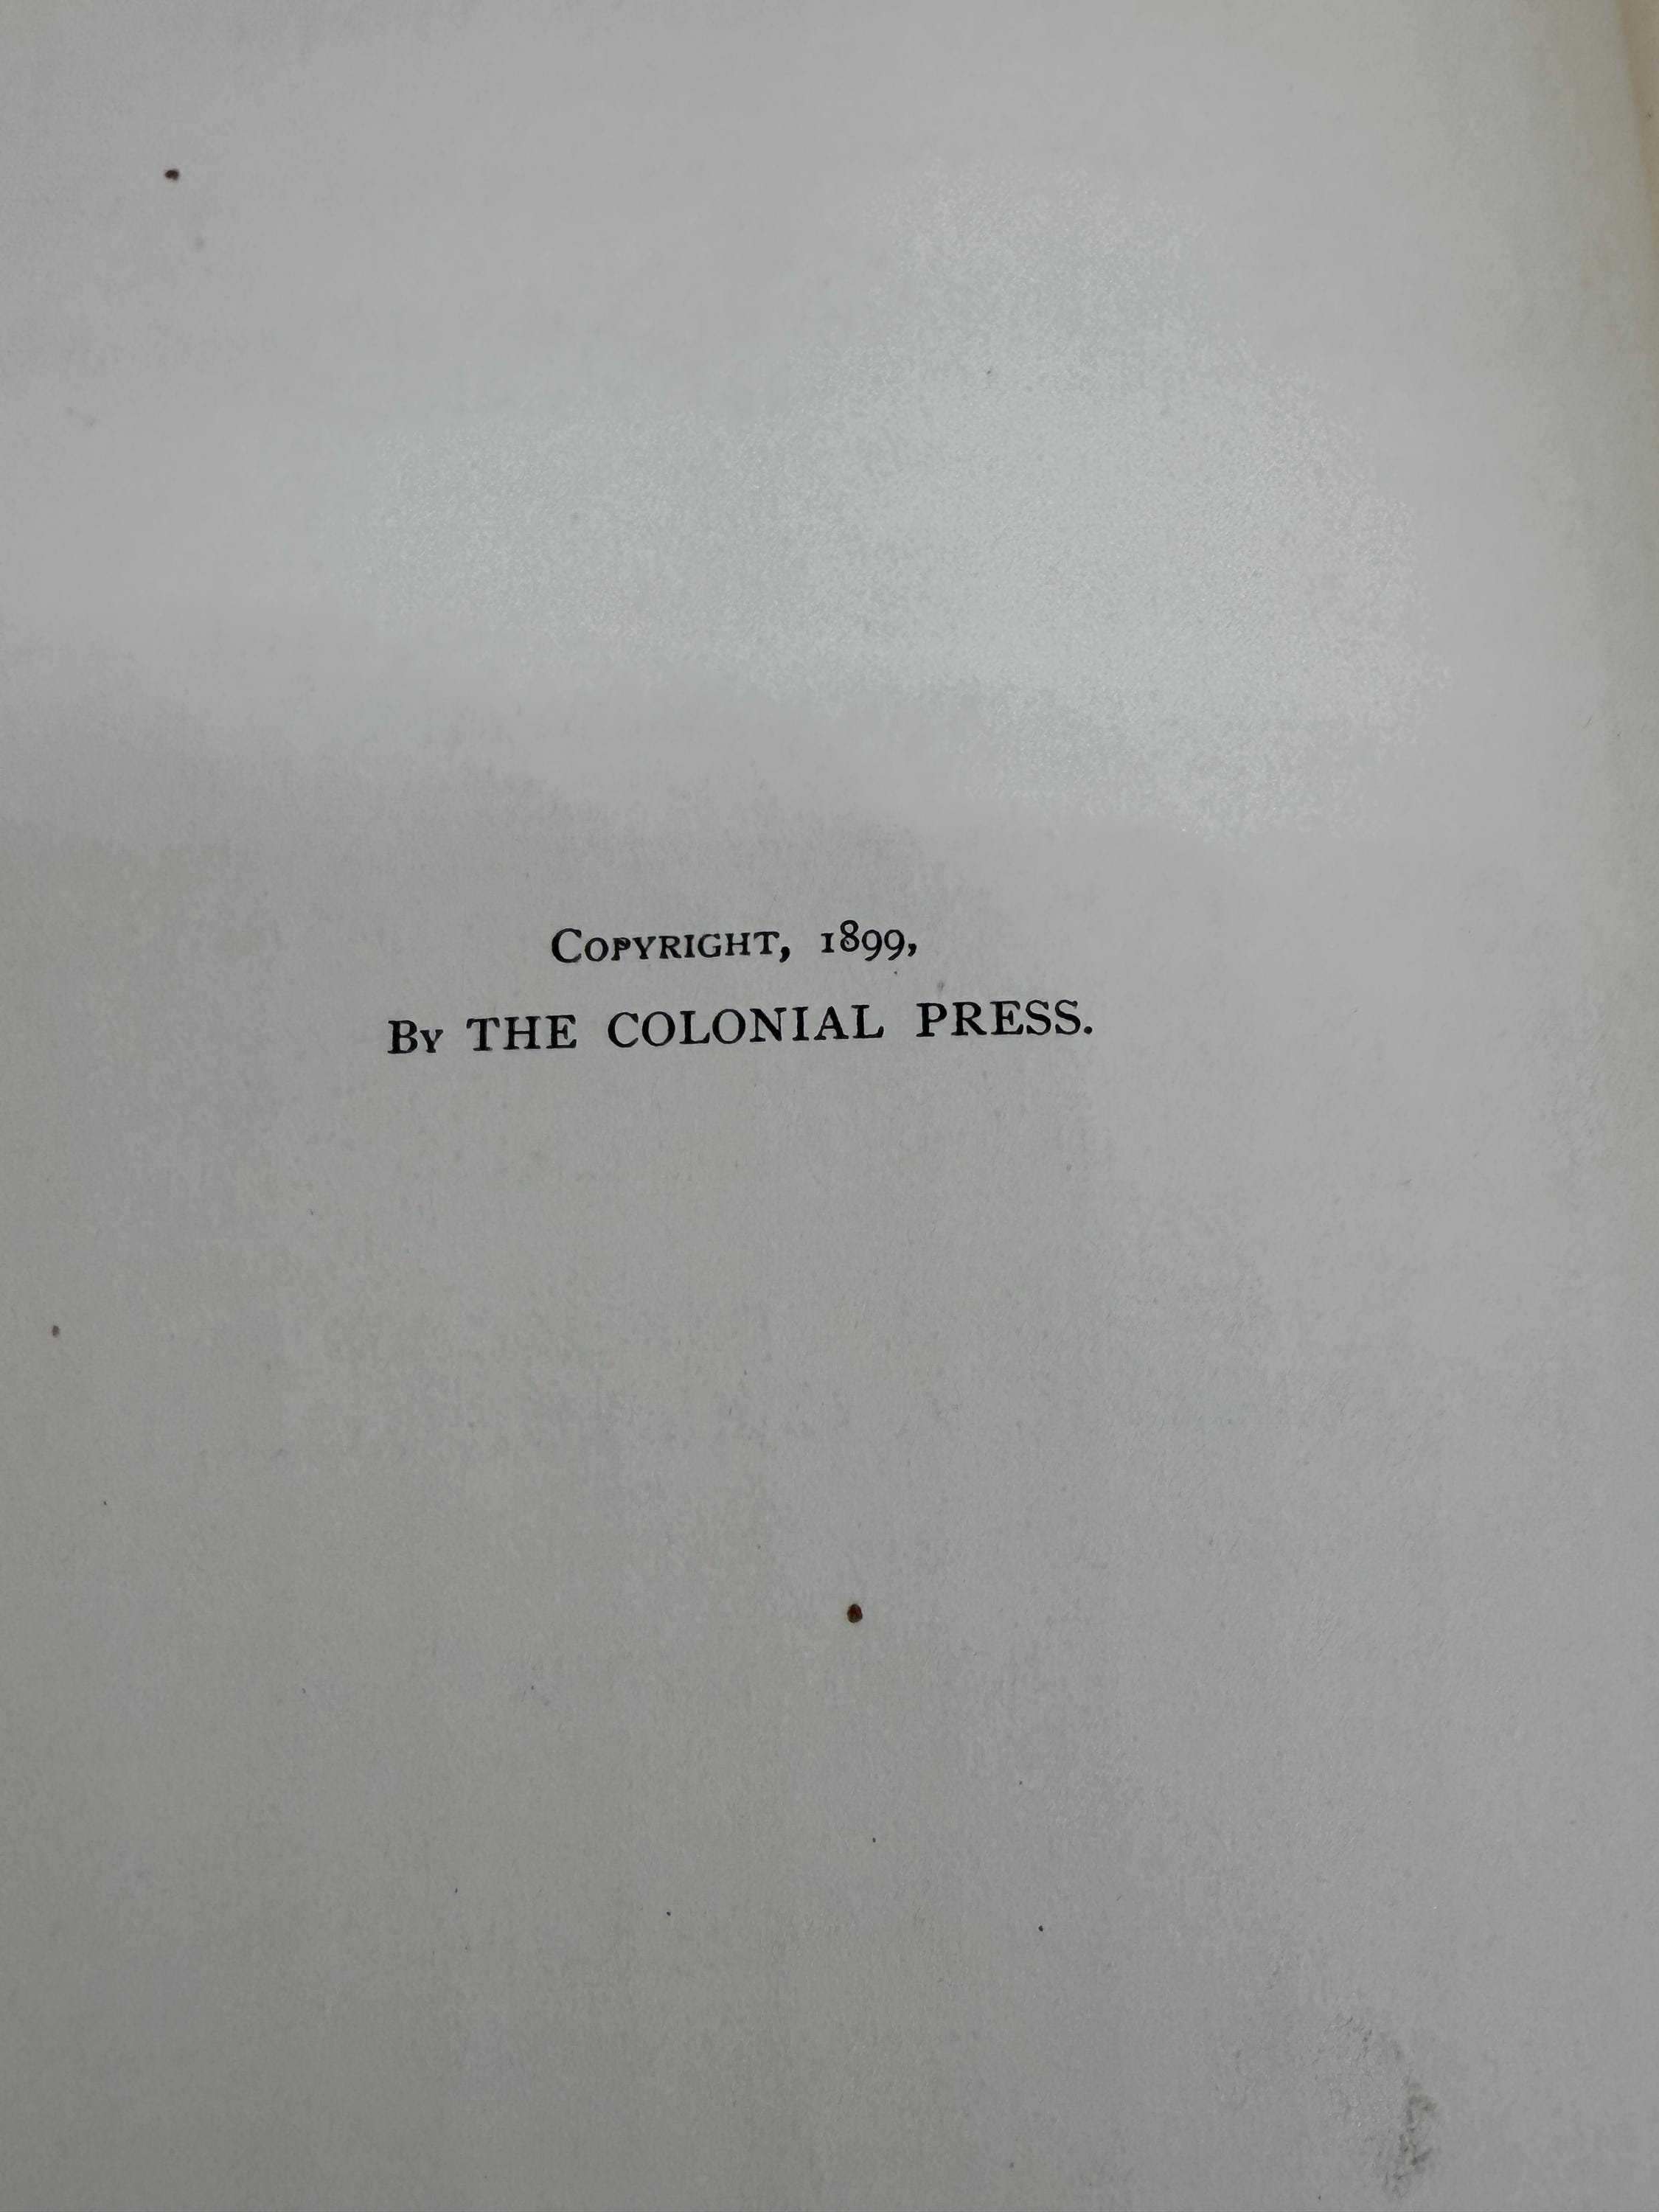 Copyright, 1899,
By THE COLONIAL PRESS.